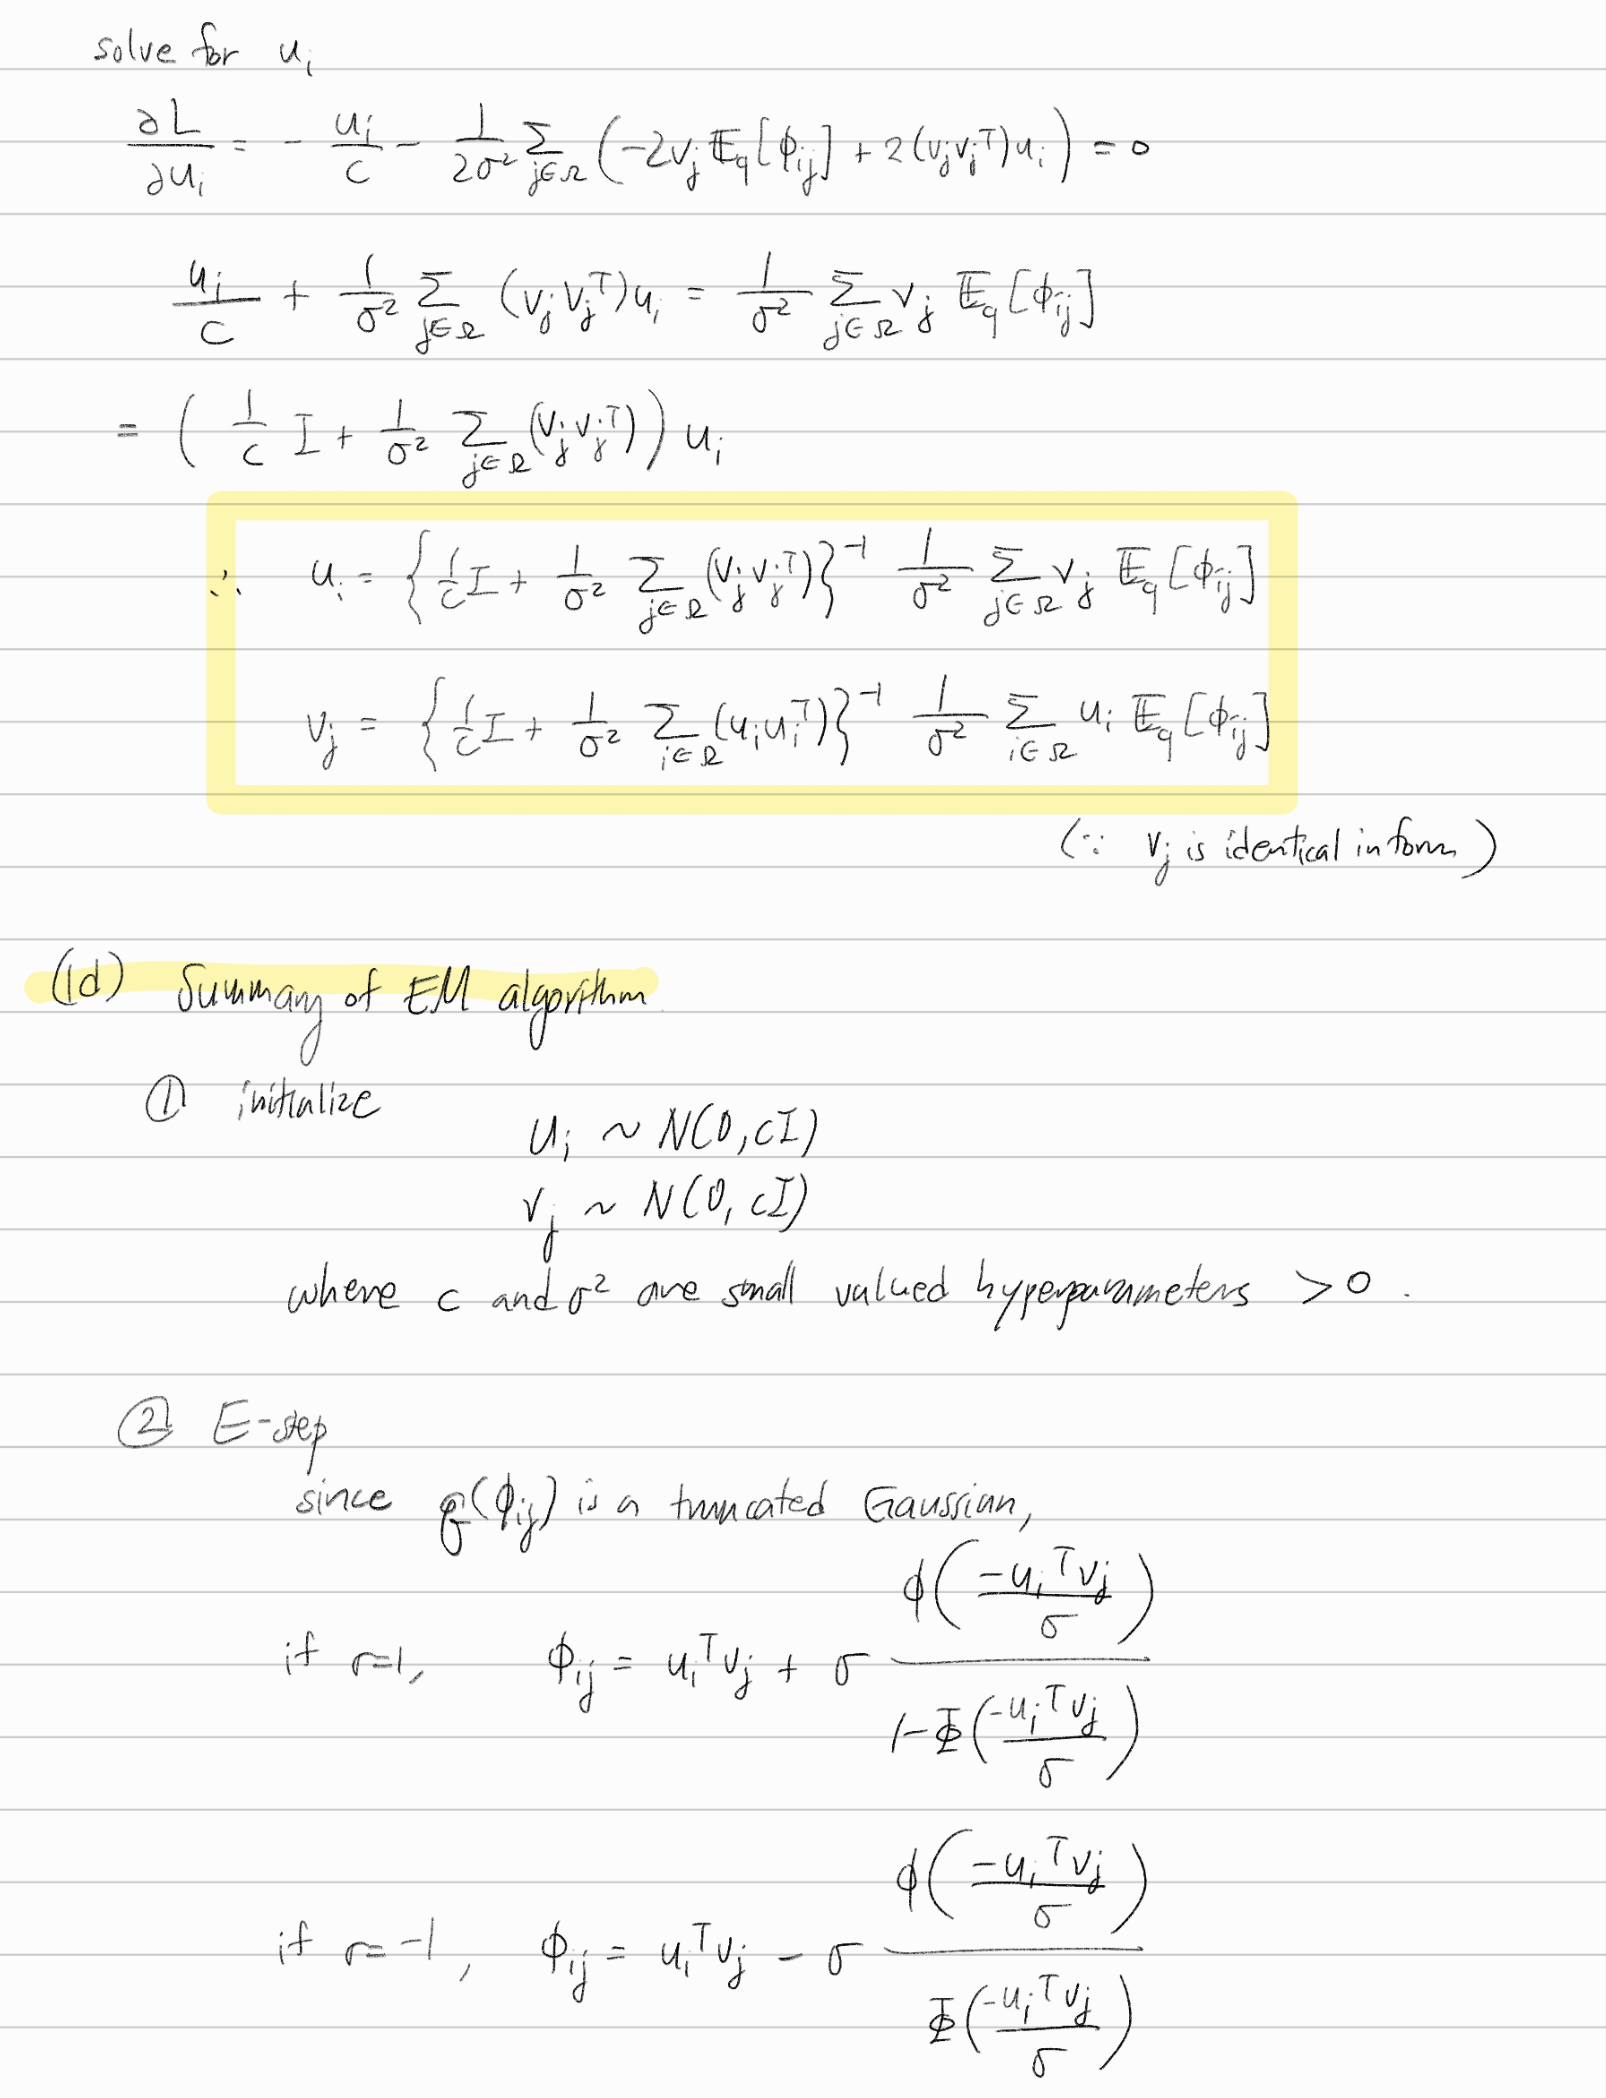 solve for u_i
∂L/∂u_i = - u_i/c - 1/2σ² Σ_{j∈Ω} (-2v_j 𝔼_q[ϕ_ij] + 2(v_j v_j^T)u_i) = 0
u_i/c + 1/σ² Σ_{j∈Ω} (v_j v_j^T)u_i = 1/σ² Σ_{j∈Ω} v_j 𝔼_q[ϕ_ij]
= (1/c I + 1/σ² Σ_{j∈Ω} (v_j v_j^T)) u_i
∴ u_i = {1/c I + 1/σ² Σ_{j∈Ω} (v_j v_j^T)}^{-1} 1/σ² Σ_{j∈Ω} v_j 𝔼_q[ϕ_ij]
v_j = {1/c I + 1/σ² Σ_{i∈Ω} (u_i u_i^T)}^{-1} 1/σ² Σ_{i∈Ω} u_i 𝔼_q[ϕ_ij]
(∵ v_j is identical in form)
(1d) Summary of EM algorithm
① initialize
u_i ~ N(0, cI)
v_j ~ N(0, cI)
where c and σ² are small valued hyperparameters > 0.
② E-step
since q(ϕ_ij) is a truncated Gaussian,
if r=1, ϕ_ij = u_i^T v_j + σ ϕ(-u_i^T v_j / σ) / 1-Φ(-u_i^T v_j / σ)
if r=-1, ϕ_ij = u_i^T v_j - σ ϕ(-u_i^T v_j / σ) / Φ(-u_i^T v_j / σ)